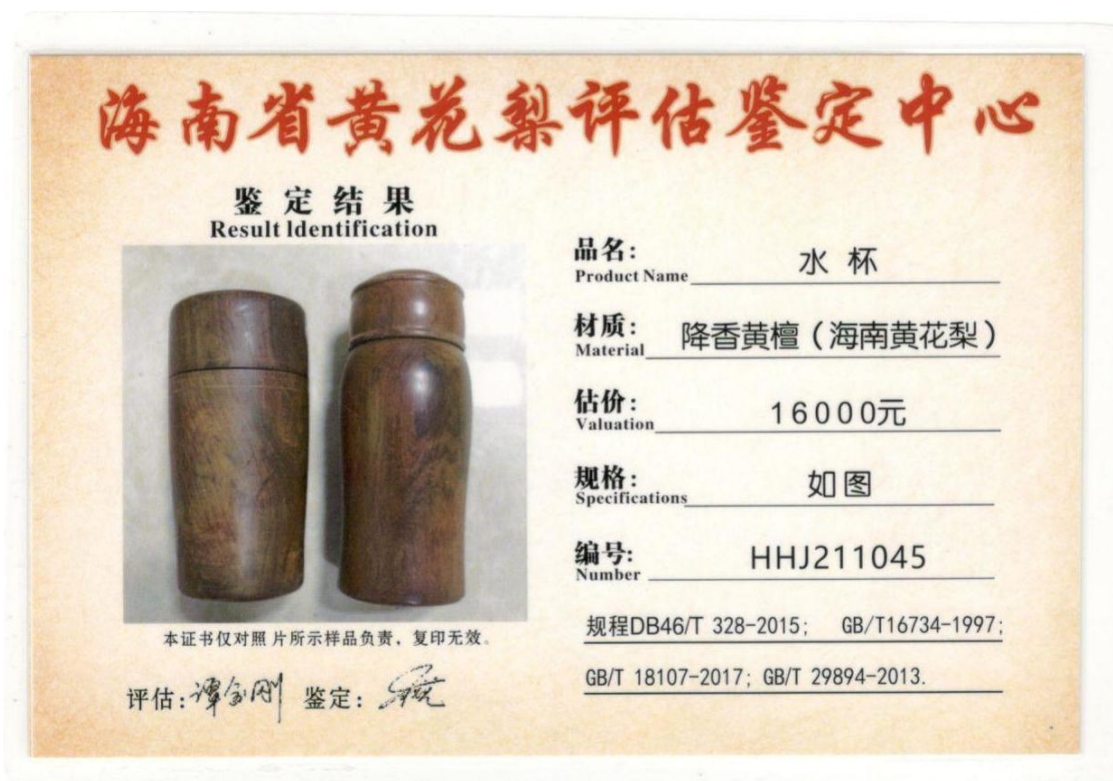 海南省黄花梨评估鉴定中心
鉴定结果
Result ldentification
品名：
Product Name
水杯
材质：
Material
降香黄檀（海南黄花梨）
估价：
Valuation
16000元
规格：
Specifications
如图
编号：
Number
HHJ211045
规程DB46/T 328-2015； GB/T16734-1997；
GB/T 18107-2017；GB/T 29894-2013.
本证书仅对照片所示样品负责，复印无效。
评估：谭金刚 鉴定：